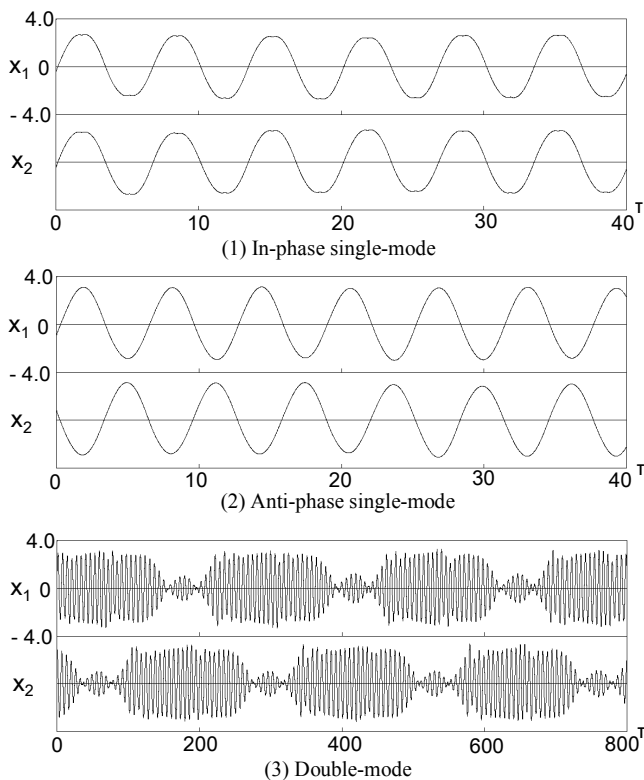 4.0
x1 0
- 4.0
x2
0 10 20 30 40 τ
(1) In-phase single-mode
4.0
x1 0
- 4.0
x2
0 10 20 30 40 τ
(2) Anti-phase single-mode
4.0
x1 0
- 4.0
x2
0 200 400 600 800 τ
(3) Double-mode